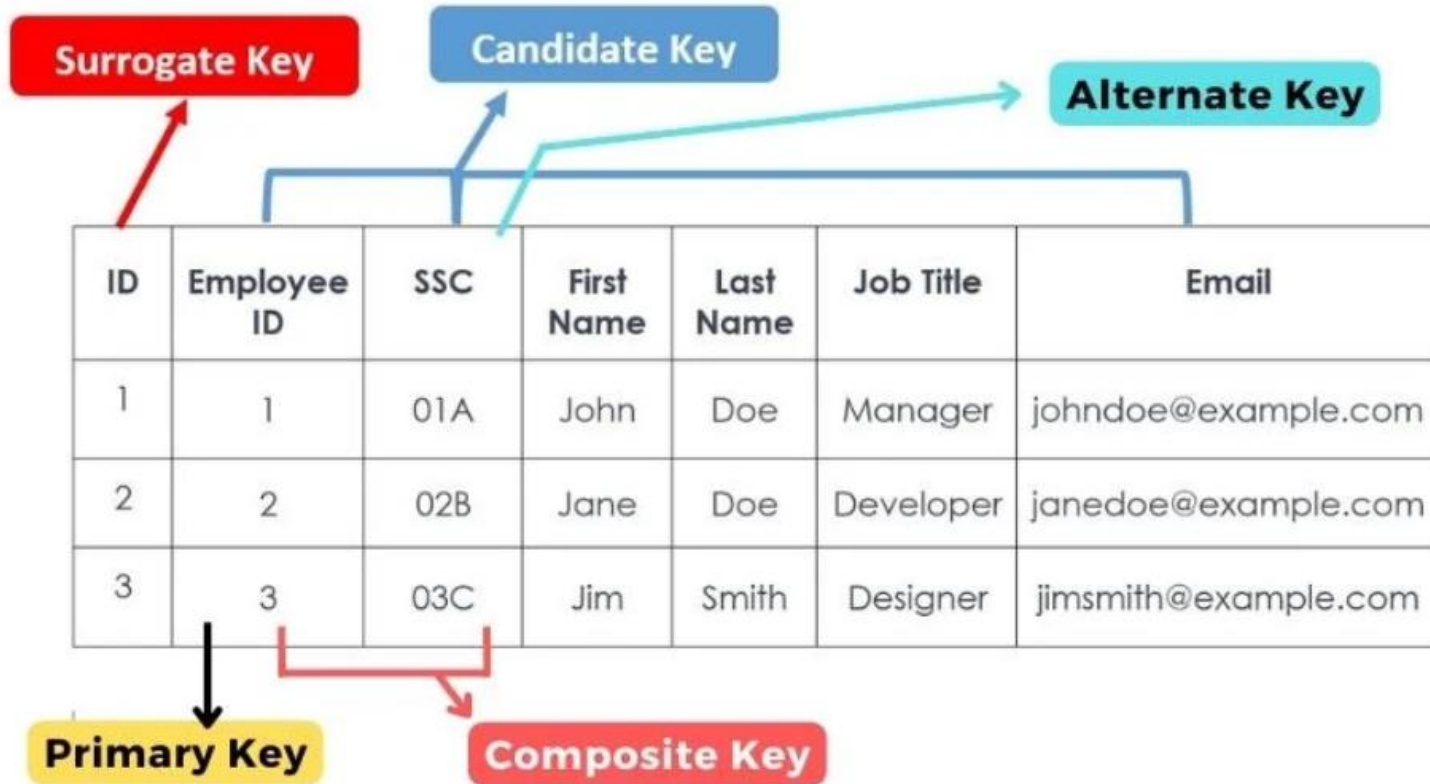 Surrogate Key
Candidate Key
Alternate Key
ID Employee ID SSC First Name Last Name Job Title Email
1 1 01A John Doe Manager johndoe@example.com
2 2 02B Jane Doe Developer janedoe@example.com
3 3 03C Jim Smith Designer jimsmith@example.com
Primary Key
Composite Key